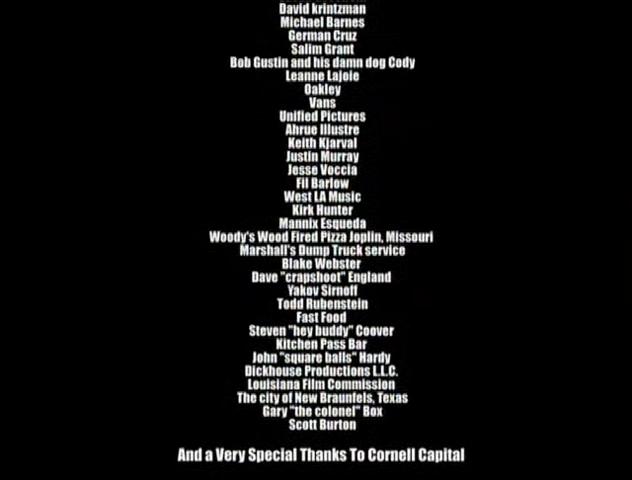 David krintzman
Michael Barnes
German Cruz
Salim Grant
Bob Gustin and his damn dog Cody
Leanne Lajoie
Oakley
Vans
Unified Pictures
Ahrue Illustre
Keith Kjarval
Justin Murray
Jesse Voccia
Fil Barlow
West LA Music
Kirk Hunter
Mannix Esqueda
Woody's Wood Fired Pizza Joplin, Missouri
Marshall's Dump Truck service
Blake Webster
Dave "crapshoot" England
Yakov Sirnoff
Todd Rubenstein
Fast Food
Steven "hey buddy" Coover
Kitchen Pass Bar
John "square balls" Hardy
Dickhouse Productions L.L.C.
Louisiana Film Commission
The city of New Braunfels, Texas
Gary "the colonel" Box
Scott Burton
And a Very Special Thanks To Cornell Capital